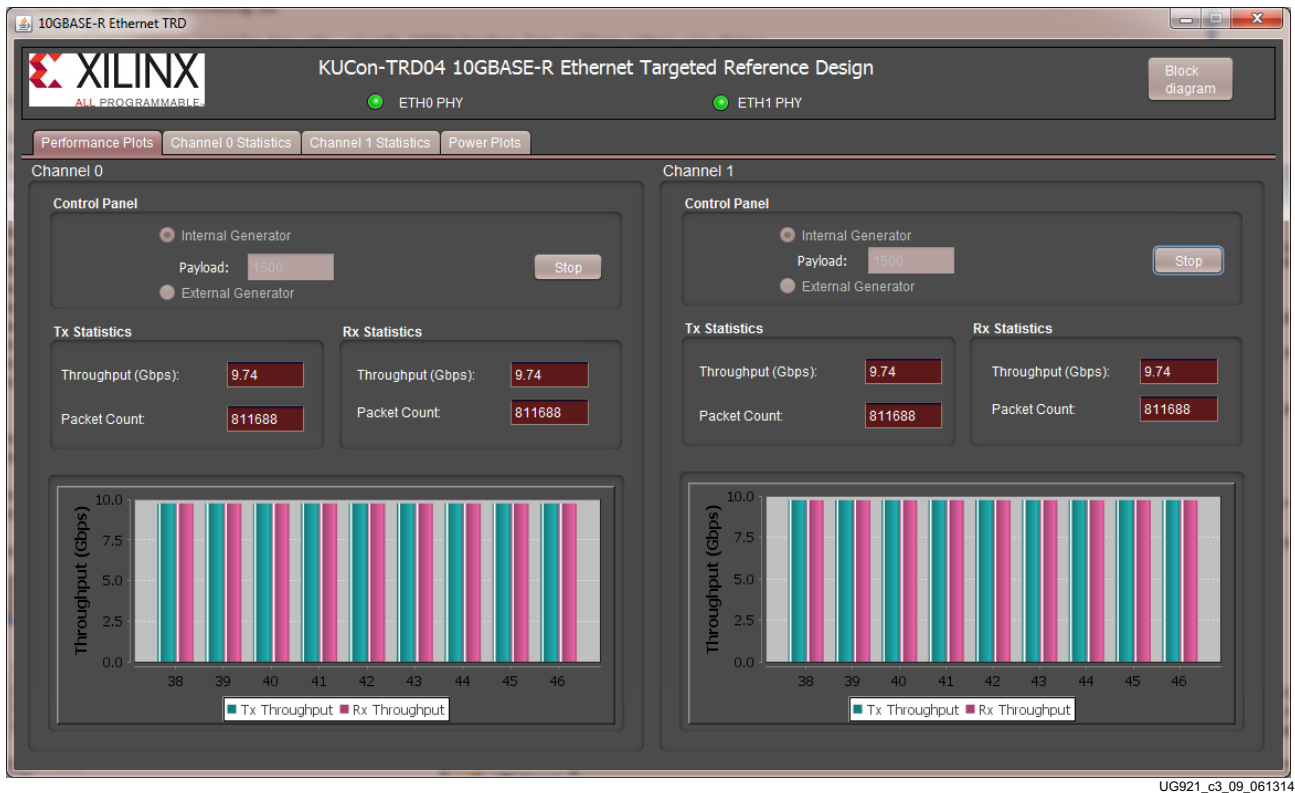 10GBASE-R Ethernet TRD
XILINX
ALL PROGRAMMABLE
KUCon-TRD04 10GBASE-R Ethernet Targeted Reference Design
ETH0 PHY
ETH1 PHY
Block
diagram
Performance Plots
Channel 0 Statistics
Channel 1 Statistics
Power Plots
Channel 0
Control Panel
Internal Generator
Payload:
1500
External Generator
Stop
Tx Statistics
Throughput (Gbps):
9.74
Packet Count:
811688
Rx Statistics
Throughput (Gbps):
9.74
Packet Count:
811688
Throughput (Gbps)
10.0
7.5
5.0
2.5
0.0
38 39 40 41 42 43 44 45 46
Tx Throughput Rx Throughput
Channel 1
Control Panel
Internal Generator
Payload:
1500
External Generator
Stop
Tx Statistics
Throughput (Gbps):
9.74
Packet Count:
811688
Rx Statistics
Throughput (Gbps):
9.74
Packet Count:
811688
Throughput (Gbps)
10.0
7.5
5.0
2.5
0.0
38 39 40 41 42 43 44 45 46
Tx Throughput Rx Throughput
UG921_c3_09_061314